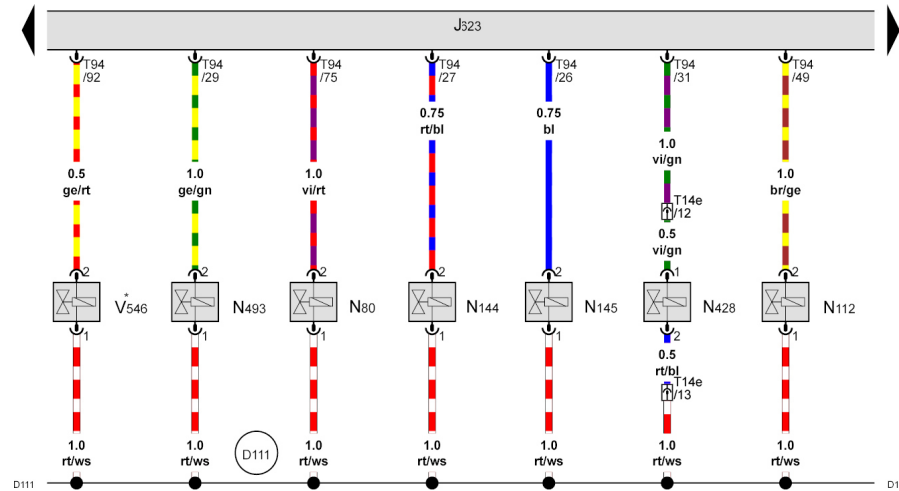 J623
T94 T94 T94 T94 T94 T94 T94
/92 /29 /75 /27 /26 /31 /49
0.75 0.75
rt/bl bl
1.0
vi/gn
0.5 1.0 1.0 1.0
ge/rt ge/gn vi/rt br/ge
T14e
/12
0.5
vi/gn
2 2 2 2 2 1 2
*
V546 N493 N80 N144 N145 N428 N112
1 1 1 1 1 2 1
0.5
rt/bl
T14e
/13
1.0 1.0 D111 1.0 1.0 1.0 1.0 1.0
rt/ws rt/ws rt/ws rt/ws rt/ws rt/ws rt/ws
D111 D1